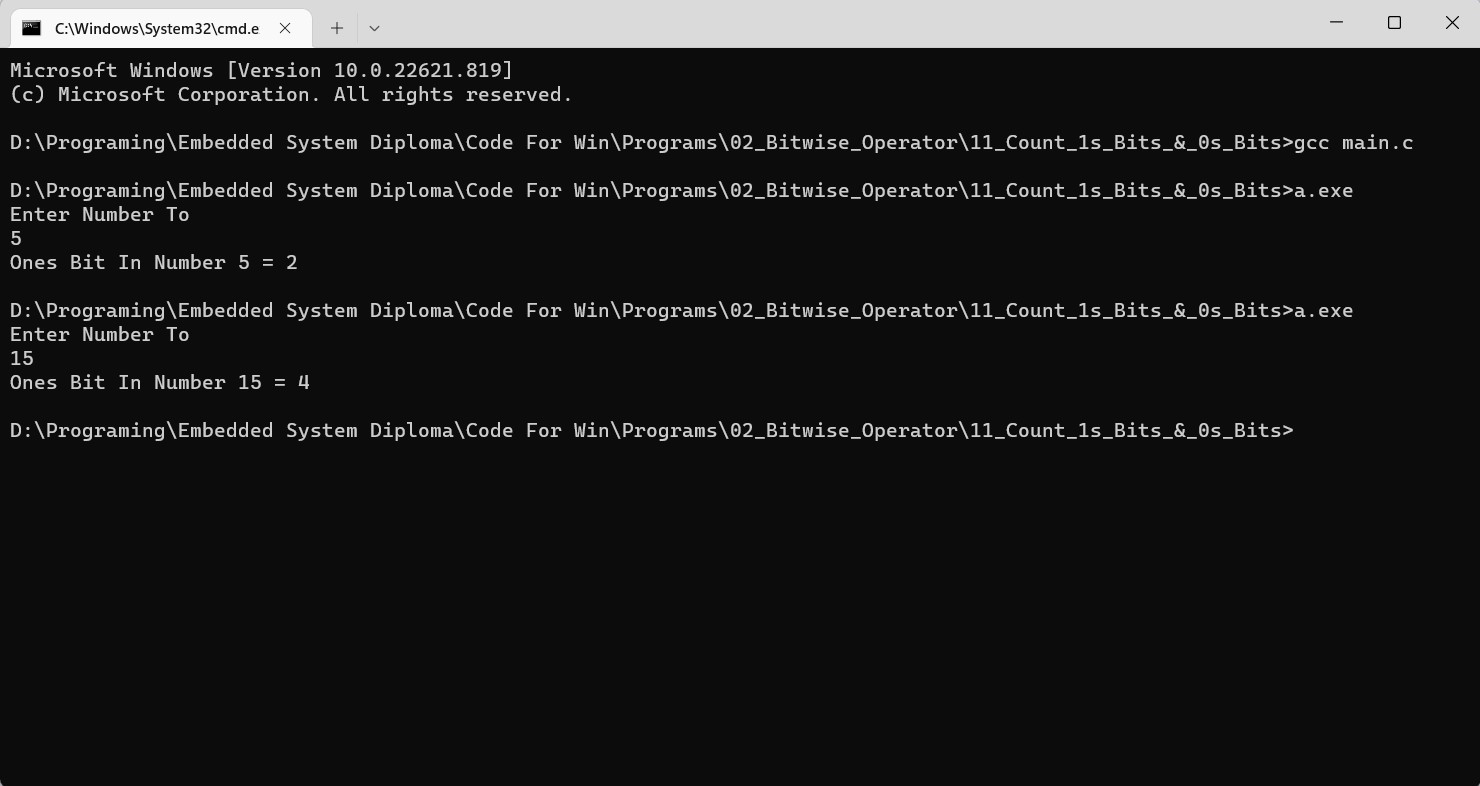 C:\Windows\System32\cmd.e
Microsoft Windows [Version 10.0.22621.819]
(c) Microsoft Corporation. All rights reserved.
D:\Programing\Embedded System Diploma\Code For Win\Programs\02_Bitwise_Operator\11_Count_1s_Bits_&_0s_Bits>gcc main.c
D:\Programing\Embedded System Diploma\Code For Win\Programs\02_Bitwise_Operator\11_Count_1s_Bits_&_0s_Bits>a.exe
Enter Number To
5
Ones Bit In Number 5 = 2
D:\Programing\Embedded System Diploma\Code For Win\Programs\02_Bitwise_Operator\11_Count_1s_Bits_&_0s_Bits>a.exe
Enter Number To
15
Ones Bit In Number 15 = 4
D:\Programing\Embedded System Diploma\Code For Win\Programs\02_Bitwise_Operator\11_Count_1s_Bits_&_0s_Bits>